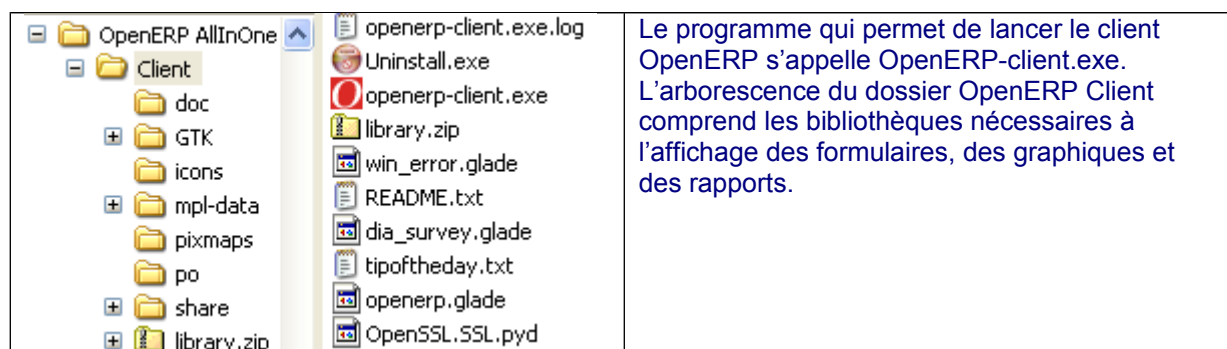 OpenERP AllInOne
Client
doc
GTK
icons
mpl-data
pixmaps
po
share
library.zip
openerp-client.exe.log
Uninstall.exe
openerp-client.exe
library.zip
win_error.glade
README.txt
dia_survey.glade
tipoftheday.txt
openerp.glade
OpenSSL.SSL.pyd
Le programme qui permet de lancer le client
OpenERP s’appelle OpenERP-client.exe.
L’arborescence du dossier OpenERP Client
comprend les bibliothèques nécessaires à
l’affichage des formulaires, des graphiques et
des rapports.